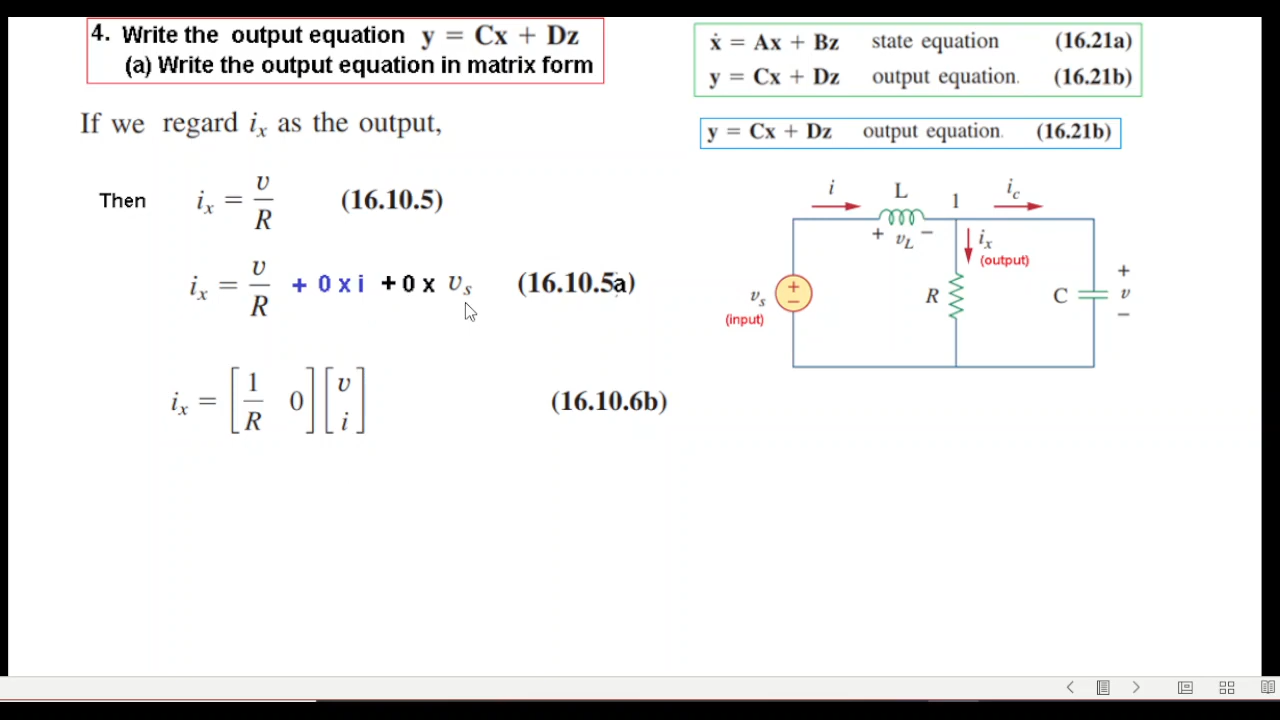 4. Write the output equation y = Cx + Dz
(a) Write the output equation in matrix form
ẋ = Ax + Bz state equation (16.21a)
y = Cx + Dz output equation. (16.21b)
y = Cx + Dz output equation. (16.21b)
If we regard iₓ as the output,
Then iₓ = v/R (16.10.5)
iₓ = v/R + 0 x i + 0 x vₛ (16.10.5a)
iₓ = [1/R 0] [v i] (16.10.6b)
i L 1 i_c
+ v_L −
iₓ
(output)
vₛ + −
(input)
R
C
+ v −